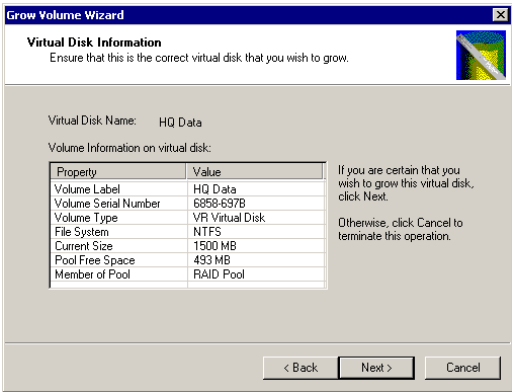 Grow Volume Wizard
Virtual Disk Information
Ensure that this is the correct virtual disk that you wish to grow.
Virtual Disk Name: HQ Data
Volume Information on virtual disk:
Property Value
Volume Label HQ Data
Volume Serial Number 6858-697B
Volume Type VR Virtual Disk
File System NTFS
Current Size 1500 MB
Pool Free Space 493 MB
Member of Pool RAID Pool
If you are certain that you
wish to grow this virtual disk,
click Next.
Otherwise, click Cancel to
terminate this operation.
< Back Next > Cancel